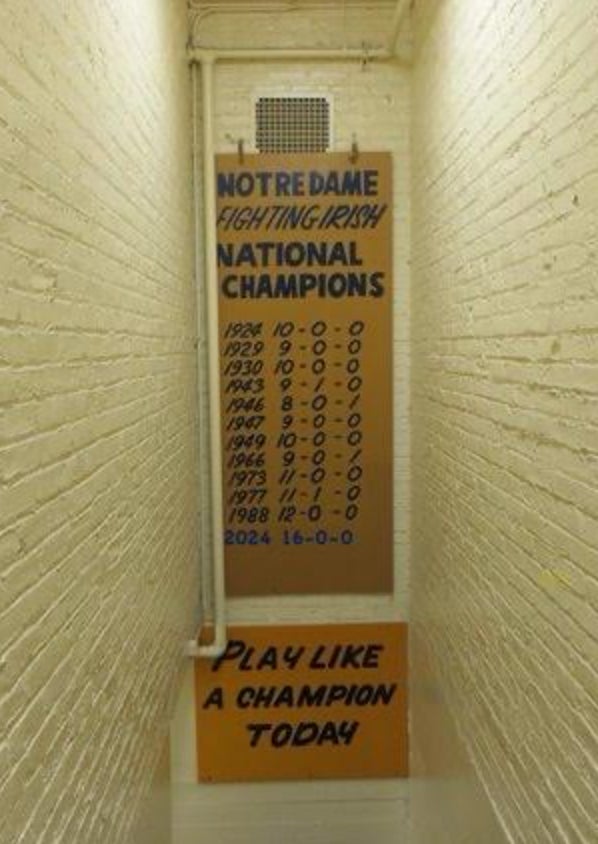 NOTRE DAME
FIGHTING IRISH
NATIONAL
CHAMPIONS
1924 10-0-0
1929 9-0-0
1930 10-0-0
1943 9-1-0
1946 8-0-1
1947 9-0-0
1949 10-0-0
1966 9-0-1
1973 11-0-0
1977 11-1-0
1988 12-0-0
2024 16-0-0
PLAY LIKE
A CHAMPION
TODAY